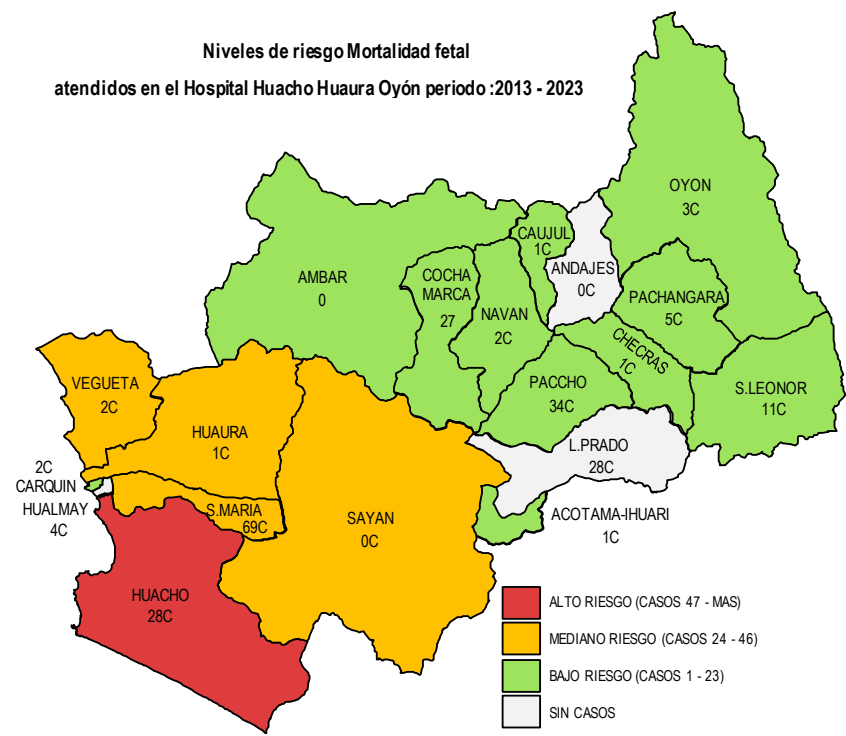 Niveles de riesgo Mortalidad fetal
atendidos en el Hospital Huacho Huaura Oyón periodo :2013 - 2023
OYON
3C
CAUJUL
1C
ANDAJES
0C
AMBAR
0
COCHA
MARCA
27
NAVAN
2C
PACHANGARA
5C
CHECRAS
1C
VEGUETA
2C
PACCHO
34C
S.LEONOR
11C
HUAURA
1C
L.PRADO
28C
2C
CARQUIN
HUALMAY
4C
S.MARIA
69C
SAYAN
0C
ACOTAMA-IHUARI
1C
HUACHO
28C
ALTO RIESGO (CASOS 47 - MAS)
MEDIANO RIESGO (CASOS 24 - 46)
BAJO RIESGO (CASOS 1 - 23)
SIN CASOS